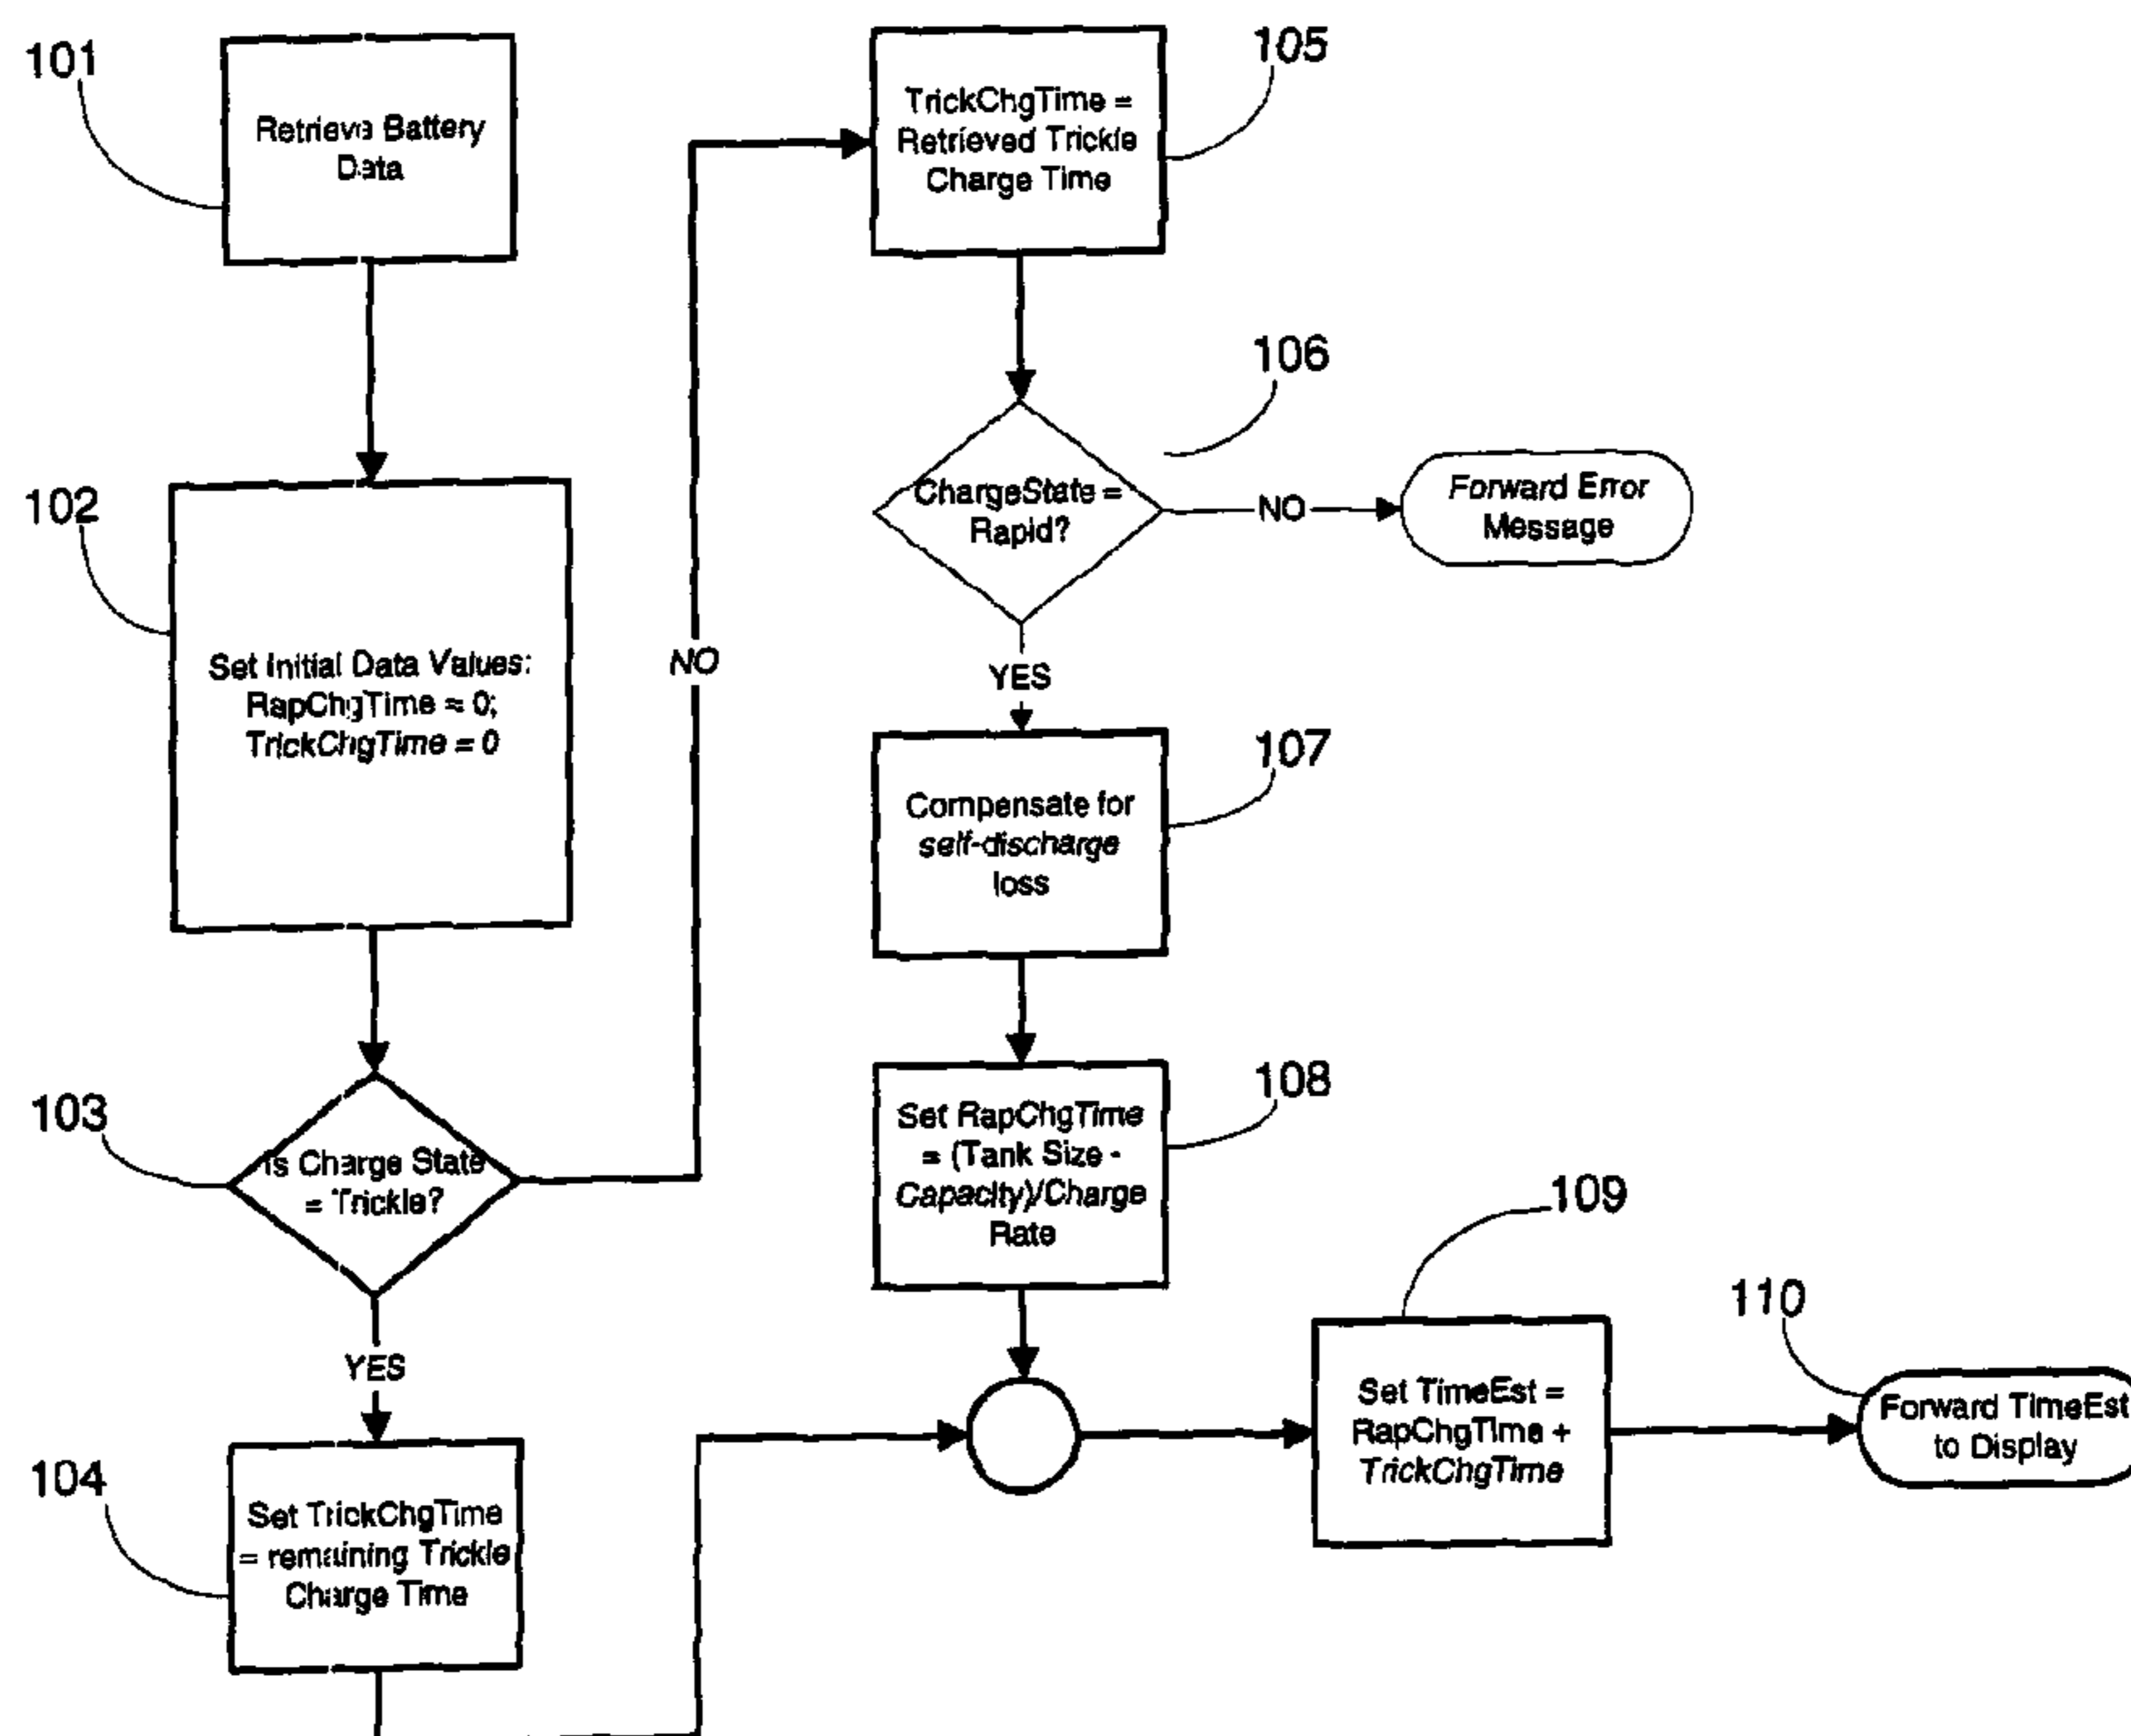 101
Retrieve Battery
Data
102
Set Initial Data Values:
RapChgTime = 0;
TrickChgTime = 0
103
Is Charge State
= Trickle?
NO
YES
104
Set TrickChgTime
= remaining Trickle
Charge Time
105
TrickChgTime =
Retrieved Trickle
Charge Time
106
ChargeState =
Rapid?
NO
Forward Error
Message
YES
107
Compensate for
self-discharge
loss
108
Set RapChgTime
= (Tank Size -
Capacity)/Charge
Rate
109
Set TimeEst =
RapChgTime +
TrickChgTime
110
Forward TimeEst
to Display